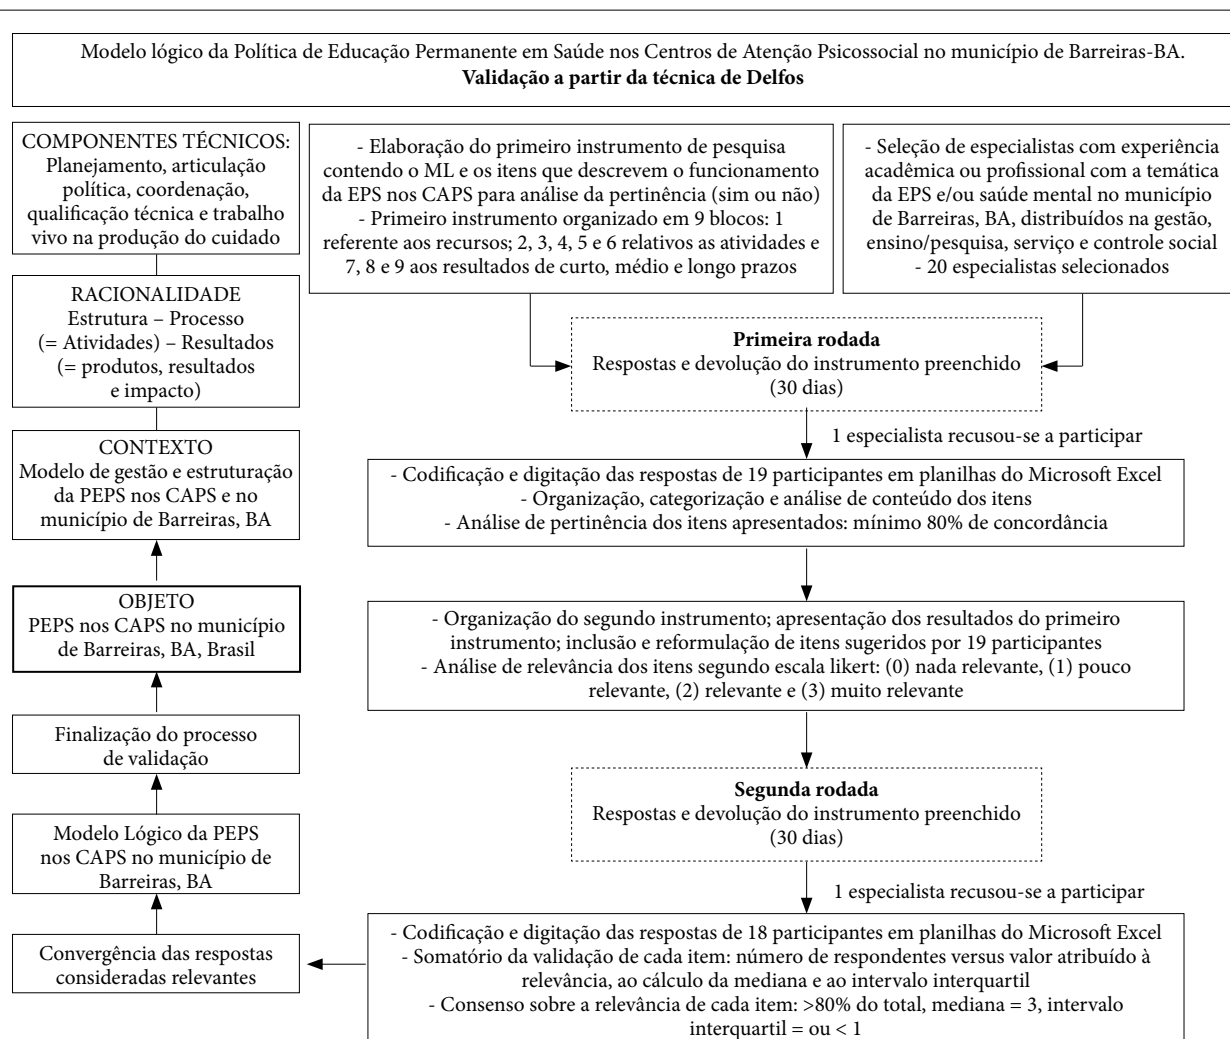 Modelo lógico da Política de Educação Permanente em Saúde nos Centros de Atenção Psicossocial no município de Barreiras-BA.
Validação a partir da técnica de Delfos
COMPONENTES TÉCNICOS:
Planejamento, articulação
política, coordenação,
qualificação técnica e trabalho
vivo na produção do cuidado
- Elaboração do primeiro instrumento de pesquisa
contendo o ML e os itens que descrevem o funcionamento
da EPS nos CAPS para análise da pertinência (sim ou não)
- Primeiro instrumento organizado em 9 blocos: 1
referente aos recursos; 2, 3, 4, 5 e 6 relativos as atividades e
7, 8 e 9 aos resultados de curto, médio e longo prazos
- Seleção de especialistas com experiência
acadêmica ou profissional com a temática
da EPS e/ou saúde mental no município
de Barreiras, BA, distribuídos na gestão,
ensino/pesquisa, serviço e controle social
- 20 especialistas selecionados
RACIONALIDADE
Estrutura – Processo
(= Atividades) – Resultados
(= produtos, resultados
e impacto)
Primeira rodada
Respostas e devolução do instrumento preenchido
(30 dias)
1 especialista recusou-se a participar
CONTEXTO
Modelo de gestão e estruturação
da PEPS nos CAPS e no
município de Barreiras, BA
- Codificação e digitação das respostas de 19 participantes em planilhas do Microsoft Excel
- Organização, categorização e análise de conteúdo dos itens
- Análise de pertinência dos itens apresentados: mínimo 80% de concordância
OBJETO
PEPS nos CAPS no município
de Barreiras, BA, Brasil
- Organização do segundo instrumento; apresentação dos resultados do primeiro
instrumento; inclusão e reformulação de itens sugeridos por 19 participantes
- Análise de relevância dos itens segundo escala likert: (0) nada relevante, (1) pouco
relevante, (2) relevante e (3) muito relevante
Finalização do processo
de validação
Segunda rodada
Respostas e devolução do instrumento preenchido
(30 dias)
1 especialista recusou-se a participar
Modelo Lógico da PEPS
nos CAPS no município de
Barreiras, BA
Convergência das respostas
consideradas relevantes
- Codificação e digitação das respostas de 18 participantes em planilhas do Microsoft Excel
- Somatório da validação de cada item: número de respondentes versus valor atribuído à
relevância, ao cálculo da mediana e ao intervalo interquartil
- Consenso sobre a relevância de cada item: >80% do total, mediana = 3, intervalo
interquartil = ou < 1